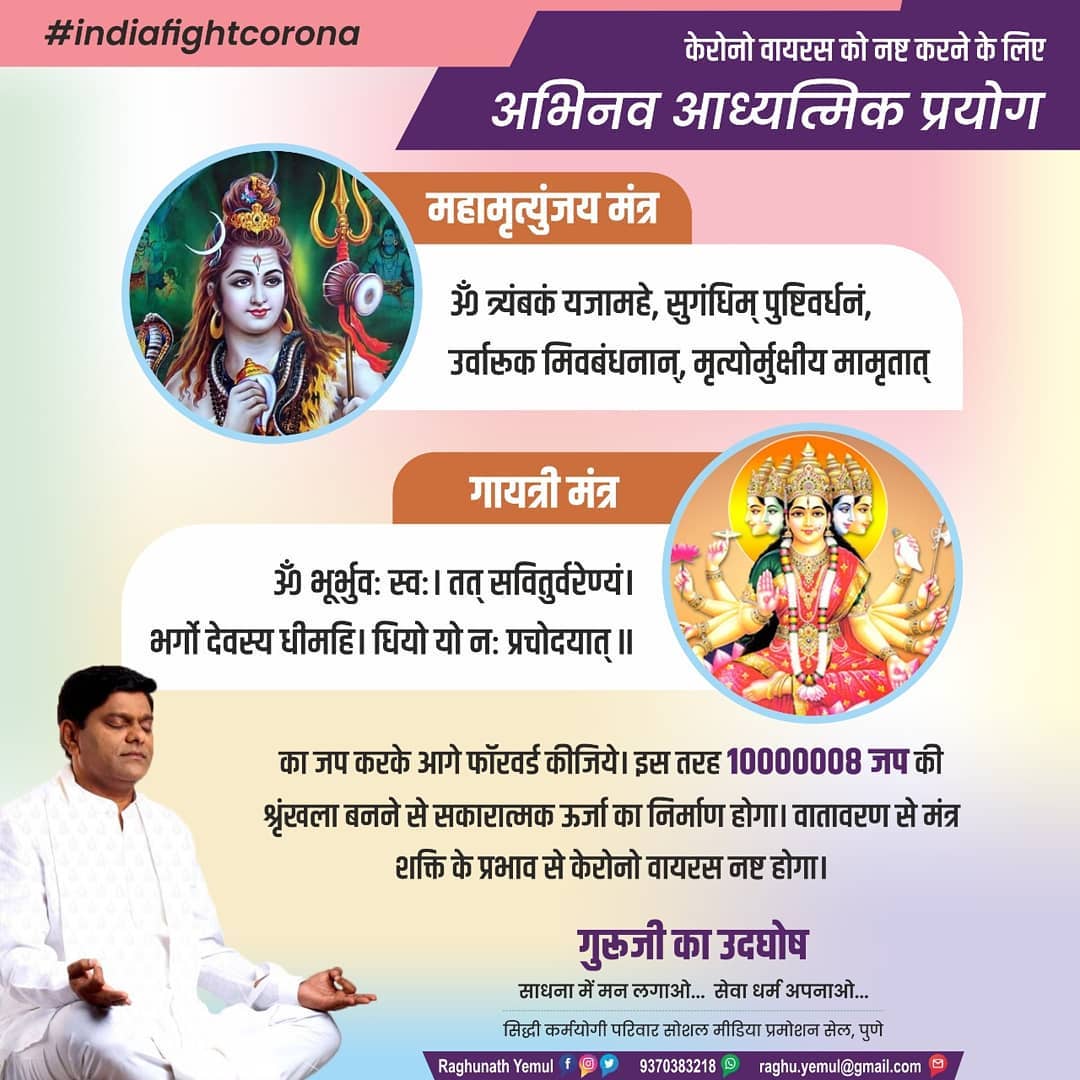 #indiafightcorona
केरोनो वायरस को नष्ट करने के लिए
अभिनव आध्यत्मिक प्रयोग
महामृत्युंजय मंत्र
ॐ त्र्यंबकं यजामहे, सुगंधिम् पुष्टिवर्धनं,
उर्वारूक मिवबंधनान्, मृत्योर्मुक्षीय मामृतात्
गायत्री मंत्र
ॐ भूर्भुवः स्वः। तत् सवितुर्वरेण्यं।
भर्गो देवस्य धीमहि। धियो यो नः प्रचोदयात् ॥
का जप करके आगे फॉरवर्ड कीजिये। इस तरह 10000008 जप की
श्रृंखला बनने से सकारात्मक ऊर्जा का निर्माण होगा। वातावरण से मंत्र
शक्ति के प्रभाव से केरोनो वायरस नष्ट होगा।
गुरूजी का उदघोष
साधना में मन लगाओ... सेवा धर्म अपनाओ...
सिद्धी कर्मयोगी परिवार सोशल मीडिया प्रमोशन सेल, पुणे
Raghunath Yemul 9370383218 raghu.yemul@gmail.com